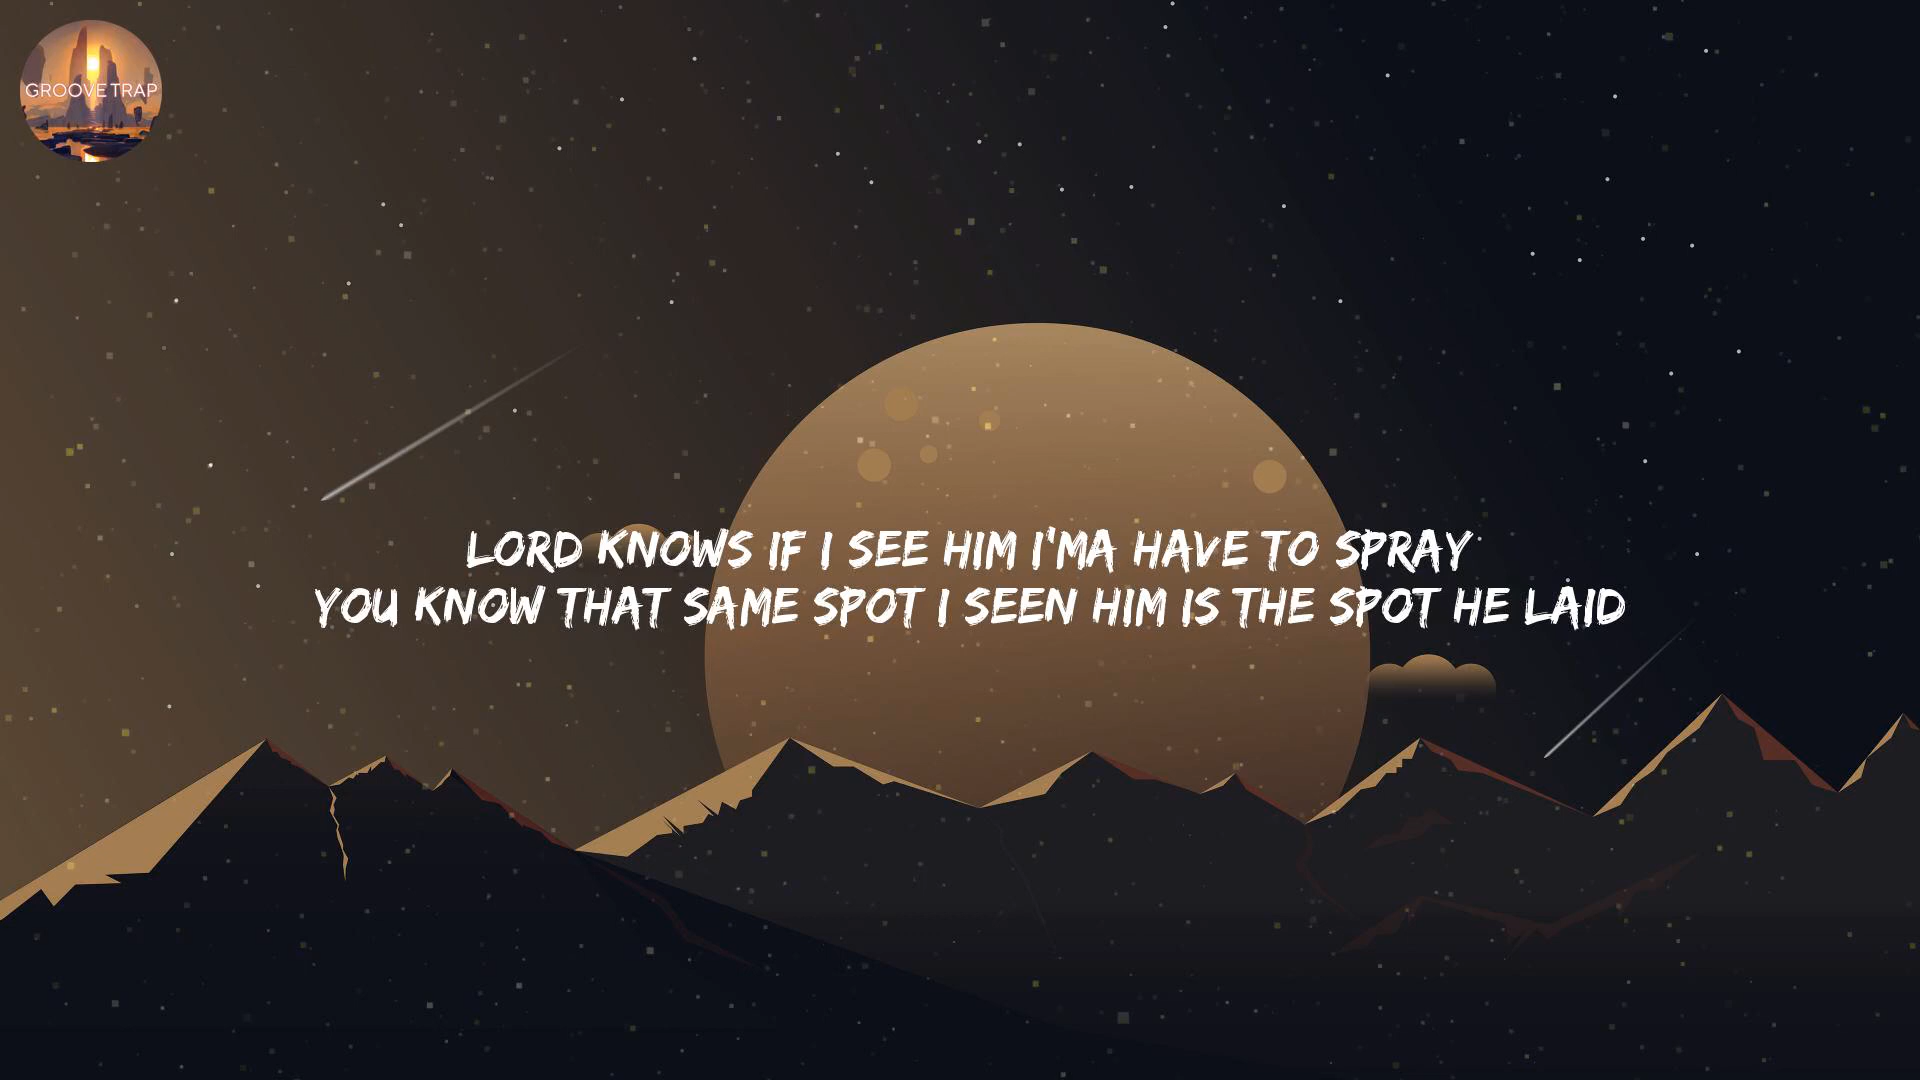 GROOVE TRAP
LORD KNOWS IF I SEE HIM I'MA HAVE TO SPRAY
YOU KNOW THAT SAME SPOT I SEEN HIM IS THE SPOT HE LAID